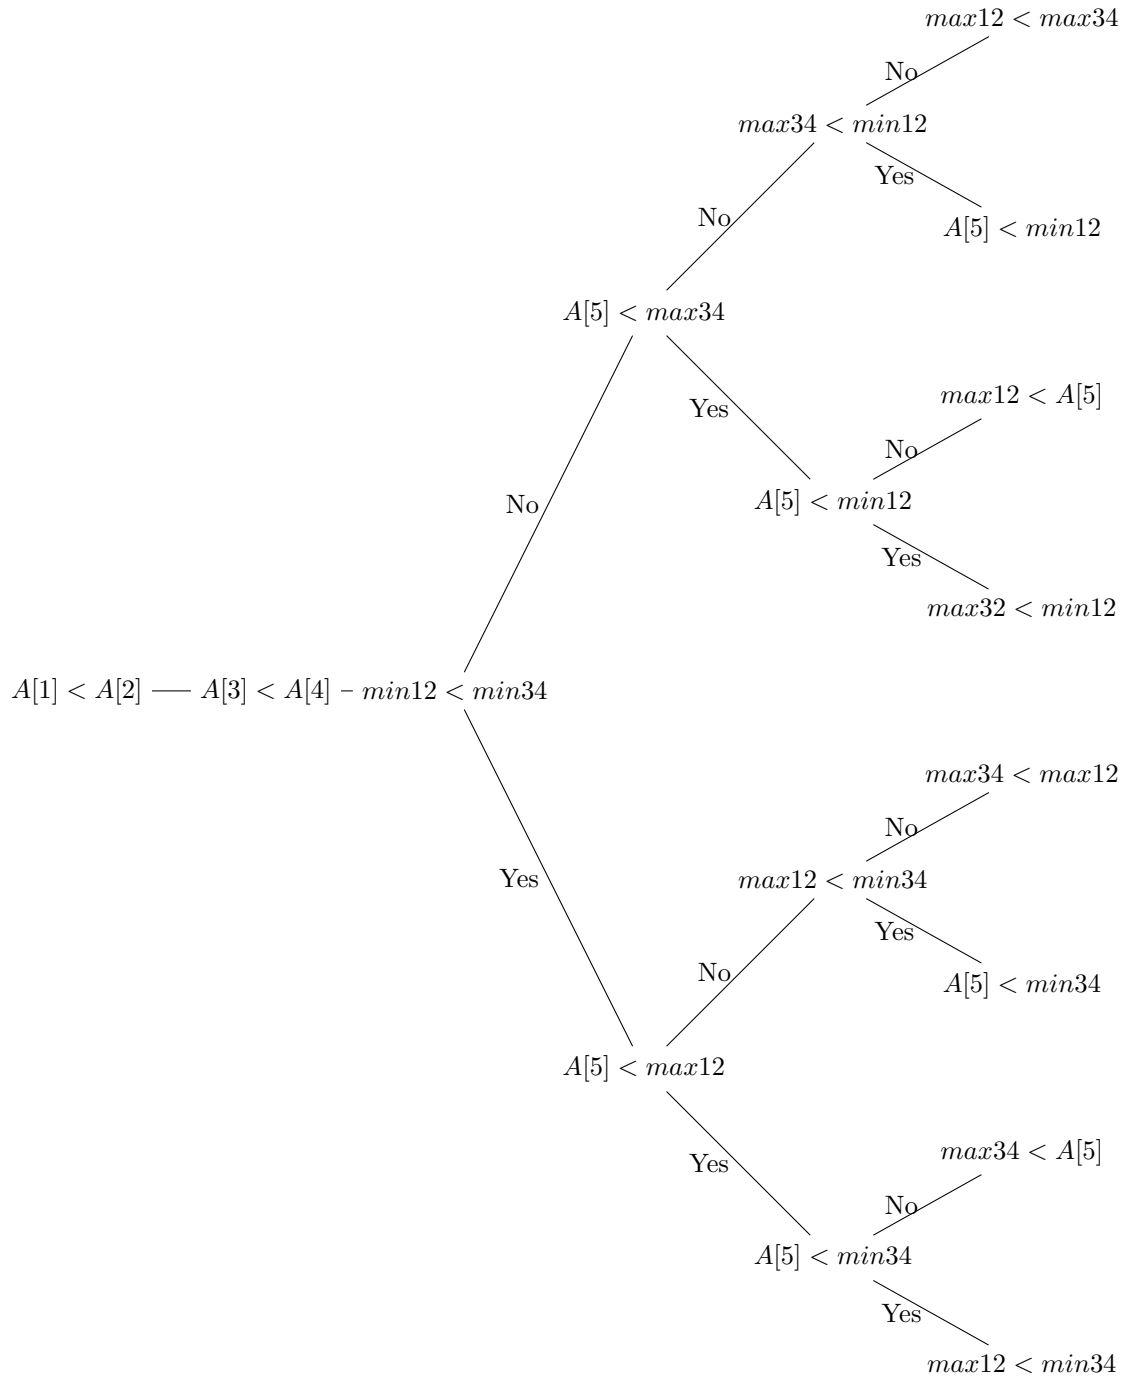 max12 < max34
No
max34 < min12
Yes
No
A[5] < min12
A[5] < max34
max12 < A[5]
Yes
No
A[5] < min12
No
Yes
max32 < min12
A[1] < A[2]
A[3] < A[4]
min12 < min34
max34 < max12
No
Yes
max12 < min34
Yes
No
A[5] < min34
A[5] < max12
max34 < A[5]
Yes
No
A[5] < min34
Yes
max12 < min34